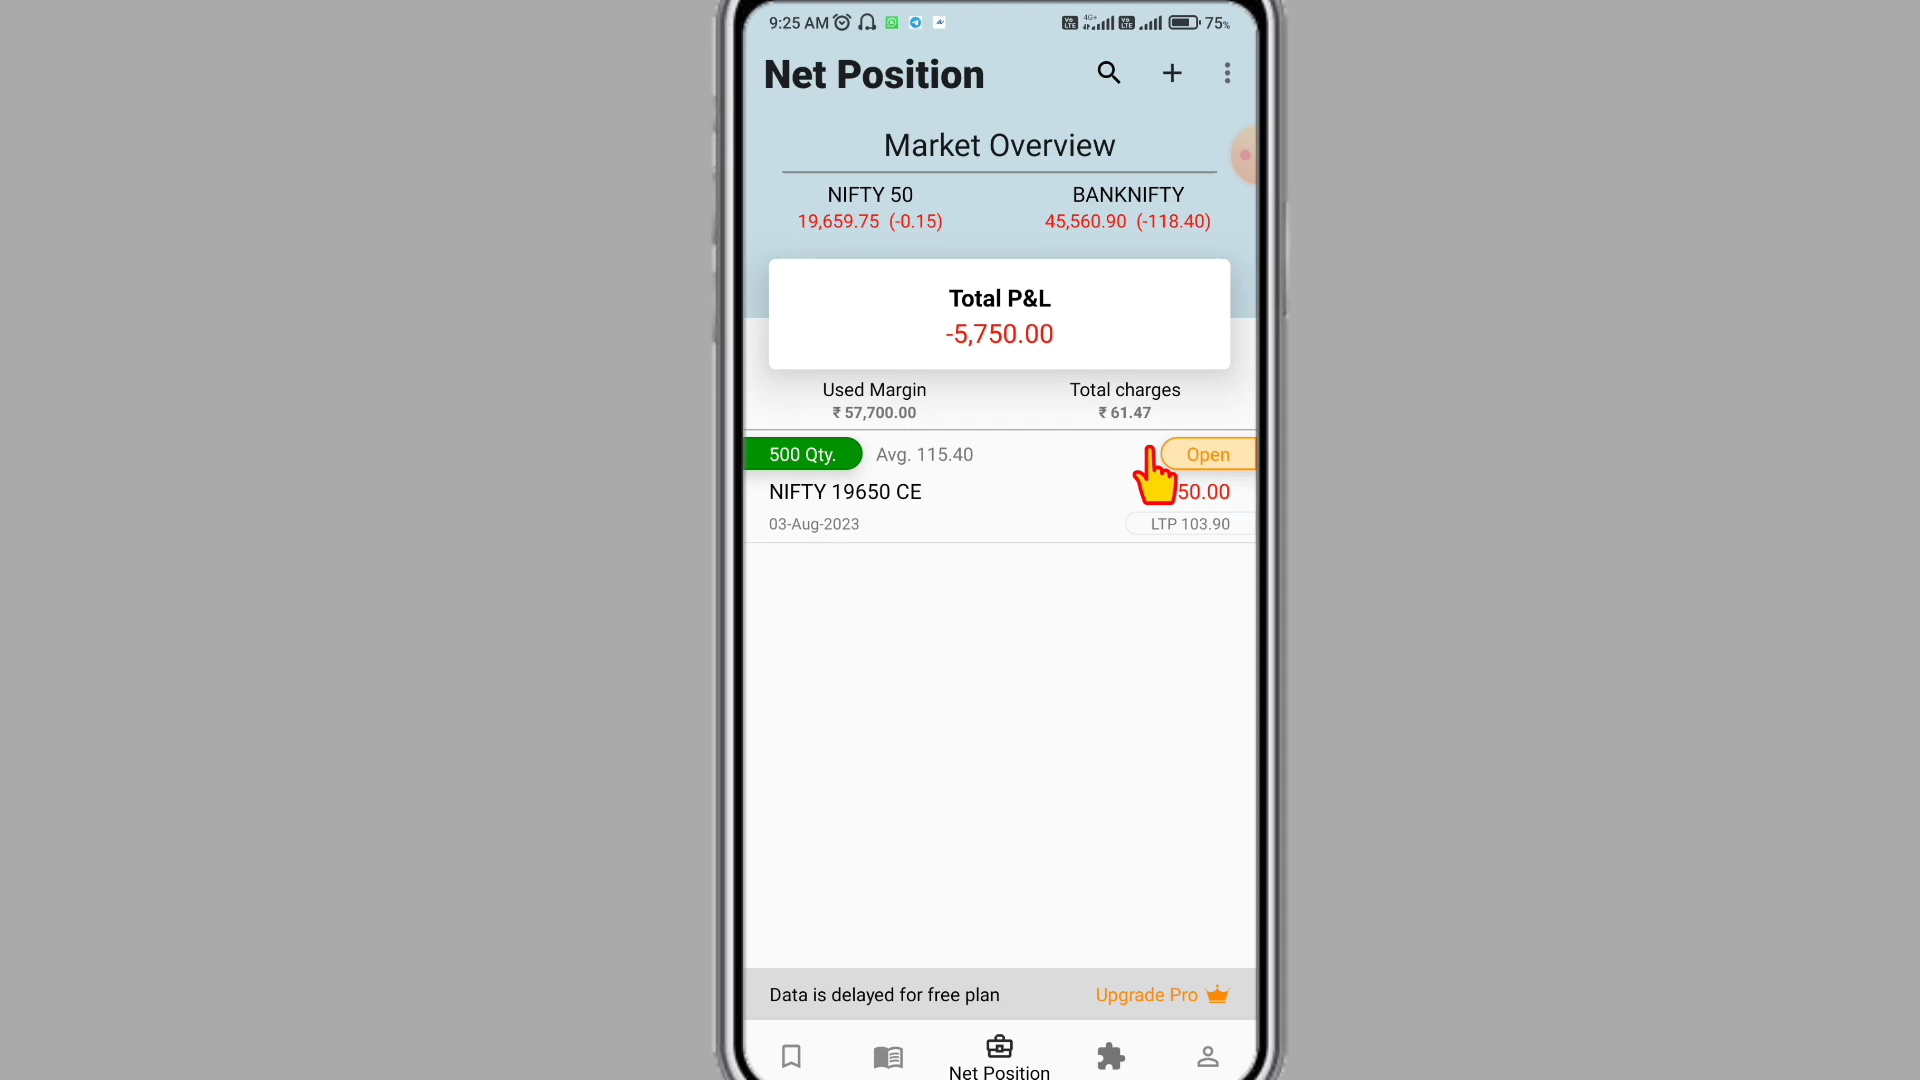 9:25 AM 75%
Net Position
Market Overview
NIFTY 50 BANKNIFTY
19,659.75 (-0.15) 45,560.90 (-118.40)
Total P&L
-5,750.00
Used Margin Total charges
₹ 57,700.00 ₹ 61.47
500 Qty. Avg. 115.40 Open
NIFTY 19650 CE 50.00
03-Aug-2023 LTP 103.90
Data is delayed for free plan Upgrade Pro
Net Position